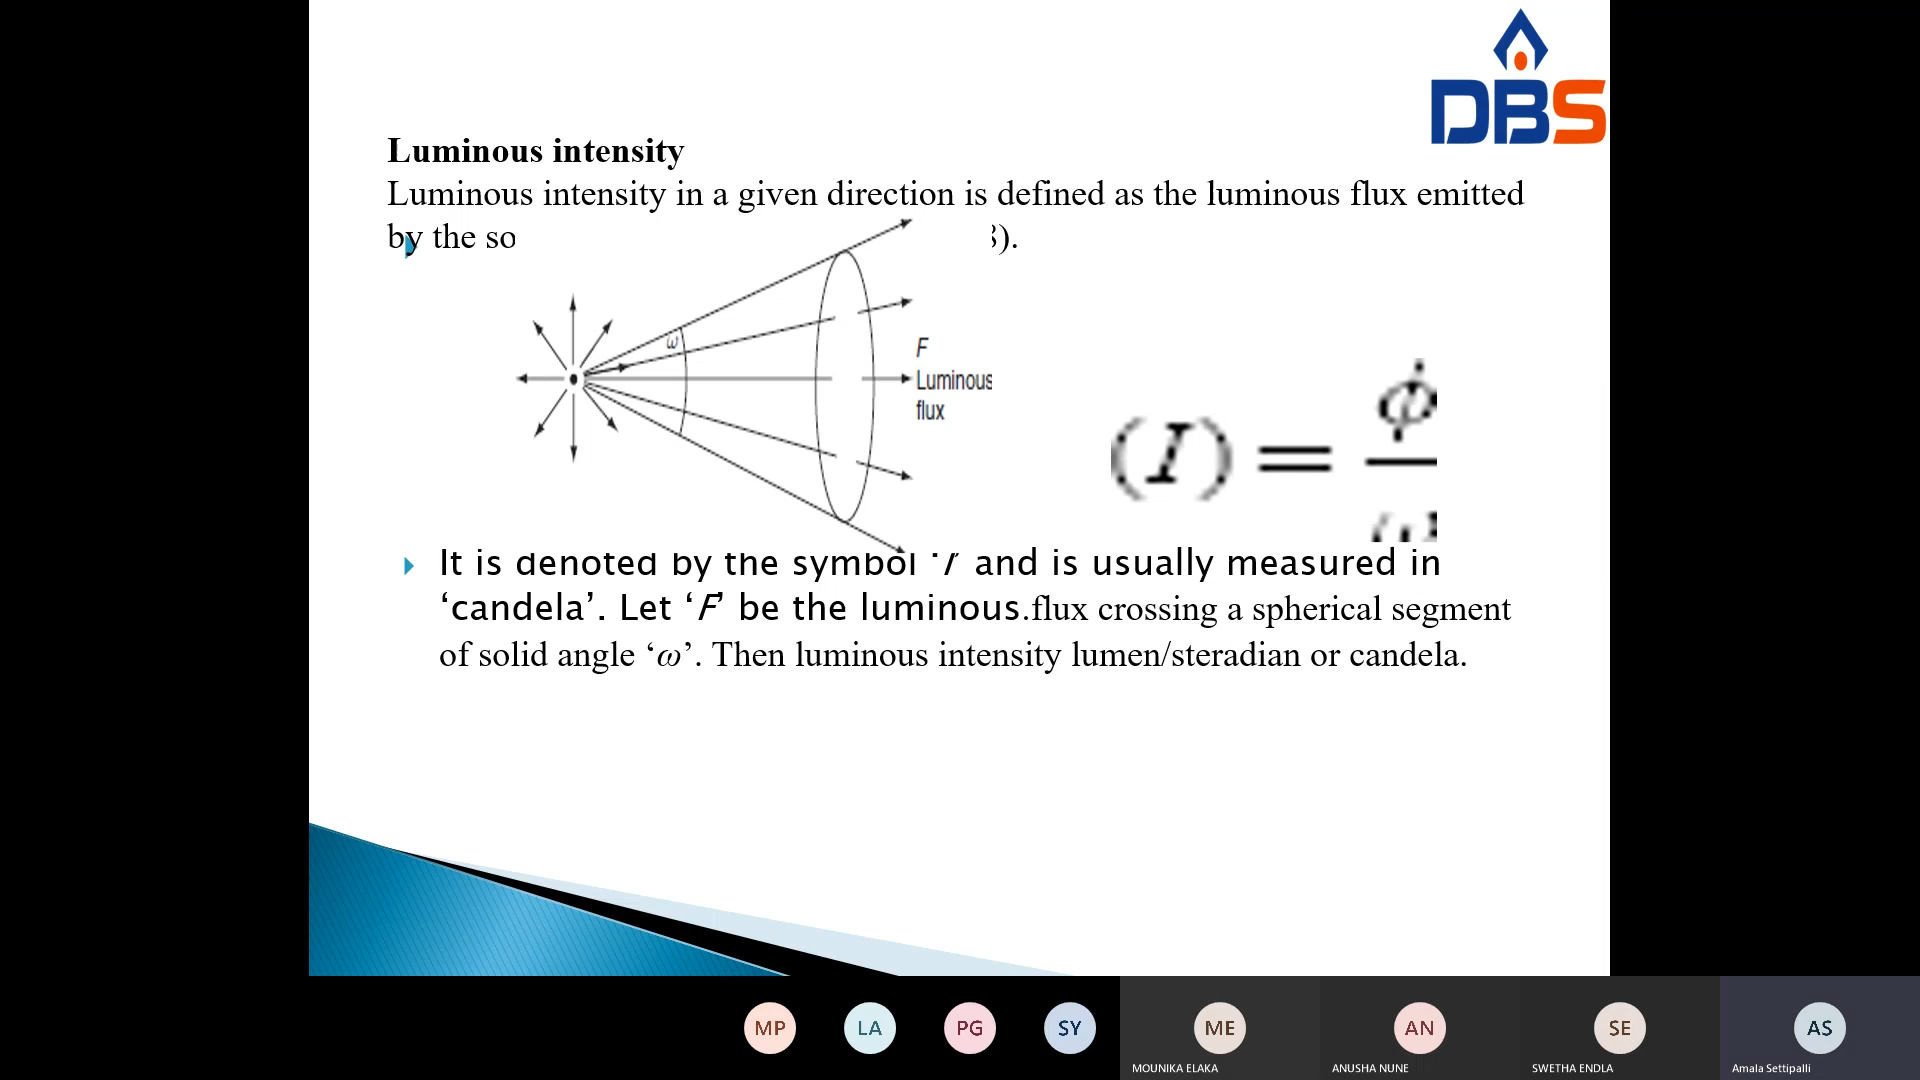 DBS
Luminous intensity
Luminous intensity in a given direction is defined as the luminous flux emitted
by the so 3).
ω
F
Luminous
flux
(I) = ϕ
ω
It is denoted by the symbol ‘I’ and is usually measured in
‘candela’. Let ‘F’ be the luminous.flux crossing a spherical segment
of solid angle ‘ω’. Then luminous intensity lumen/steradian or candela.
MP LA PG SY ME AN SE AS
MOUNIKA ELAKA ANUSHA NUNE SWETHA ENDLA Amala Settipalli